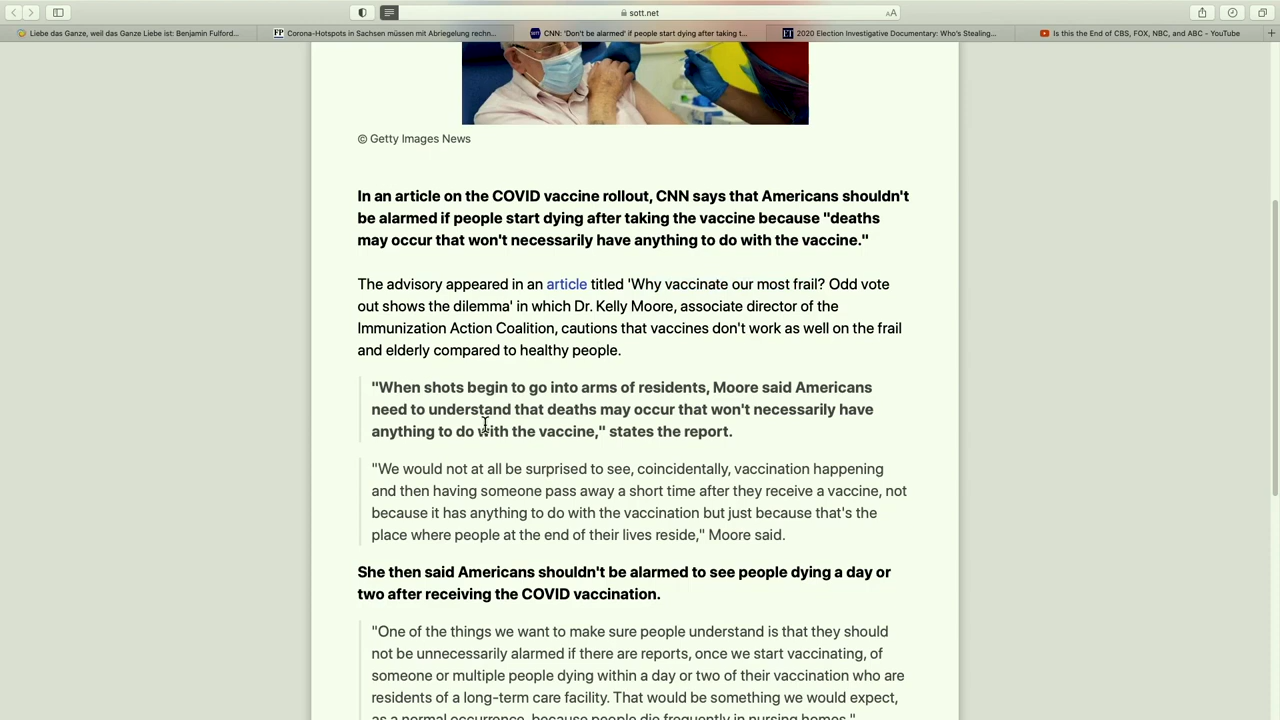 sott.net
AA
Liebe das Ganze, weil das Ganze Liebe ist: Benjamin Fulford...
FP Corona-Hotspots in Sachsen müssen mit Abriegelung rechn...
CNN: 'Don't be alarmed' if people start dying after taking t...
ET 2020 Election Investigative Documentary: Who's Stealing...
Is this the End of CBS, FOX, NBC, and ABC - YouTube
© Getty Images News
In an article on the COVID vaccine rollout, CNN says that Americans shouldn't
be alarmed if people start dying after taking the vaccine because "deaths
may occur that won't necessarily have anything to do with the vaccine."
The advisory appeared in an article titled 'Why vaccinate our most frail? Odd vote
out shows the dilemma' in which Dr. Kelly Moore, associate director of the
Immunization Action Coalition, cautions that vaccines don't work as well on the frail
and elderly compared to healthy people.
"When shots begin to go into arms of residents, Moore said Americans
need to understand that deaths may occur that won't necessarily have
anything to do with the vaccine," states the report.
"We would not at all be surprised to see, coincidentally, vaccination happening
and then having someone pass away a short time after they receive a vaccine, not
because it has anything to do with the vaccination but just because that's the
place where people at the end of their lives reside," Moore said.
She then said Americans shouldn't be alarmed to see people dying a day or
two after receiving the COVID vaccination.
"One of the things we want to make sure people understand is that they should
not be unnecessarily alarmed if there are reports, once we start vaccinating, of
someone or multiple people dying within a day or two of their vaccination who are
residents of a long-term care facility. That would be something we would expect,
as a normal occurrence, because people die frequently in nursing homes."